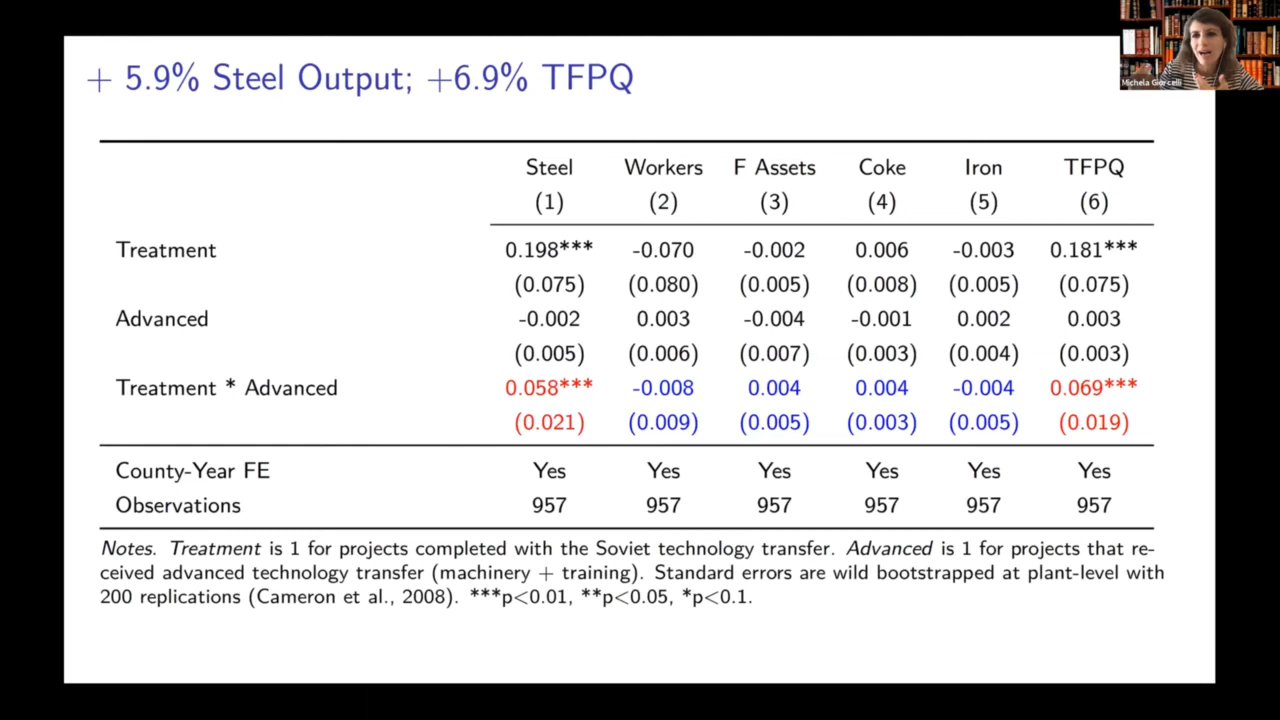 Michela Giorcelli
+ 5.9% Steel Output; +6.9% TFPQ
Steel Workers F Assets Coke Iron TFPQ
(1) (2) (3) (4) (5) (6)
Treatment 0.198*** -0.070 -0.002 0.006 -0.003 0.181***
(0.075) (0.080) (0.005) (0.008) (0.005) (0.075)
Advanced -0.002 0.003 -0.004 -0.001 0.002 0.003
(0.005) (0.006) (0.007) (0.003) (0.004) (0.003)
Treatment * Advanced 0.058*** -0.008 0.004 0.004 -0.004 0.069***
(0.021) (0.009) (0.005) (0.003) (0.005) (0.019)
County-Year FE Yes Yes Yes Yes Yes Yes
Observations 957 957 957 957 957 957
Notes. Treatment is 1 for projects completed with the Soviet technology transfer. Advanced is 1 for projects that re-
ceived advanced technology transfer (machinery + training). Standard errors are wild bootstrapped at plant-level with
200 replications (Cameron et al., 2008). ***p<0.01, **p<0.05, *p<0.1.